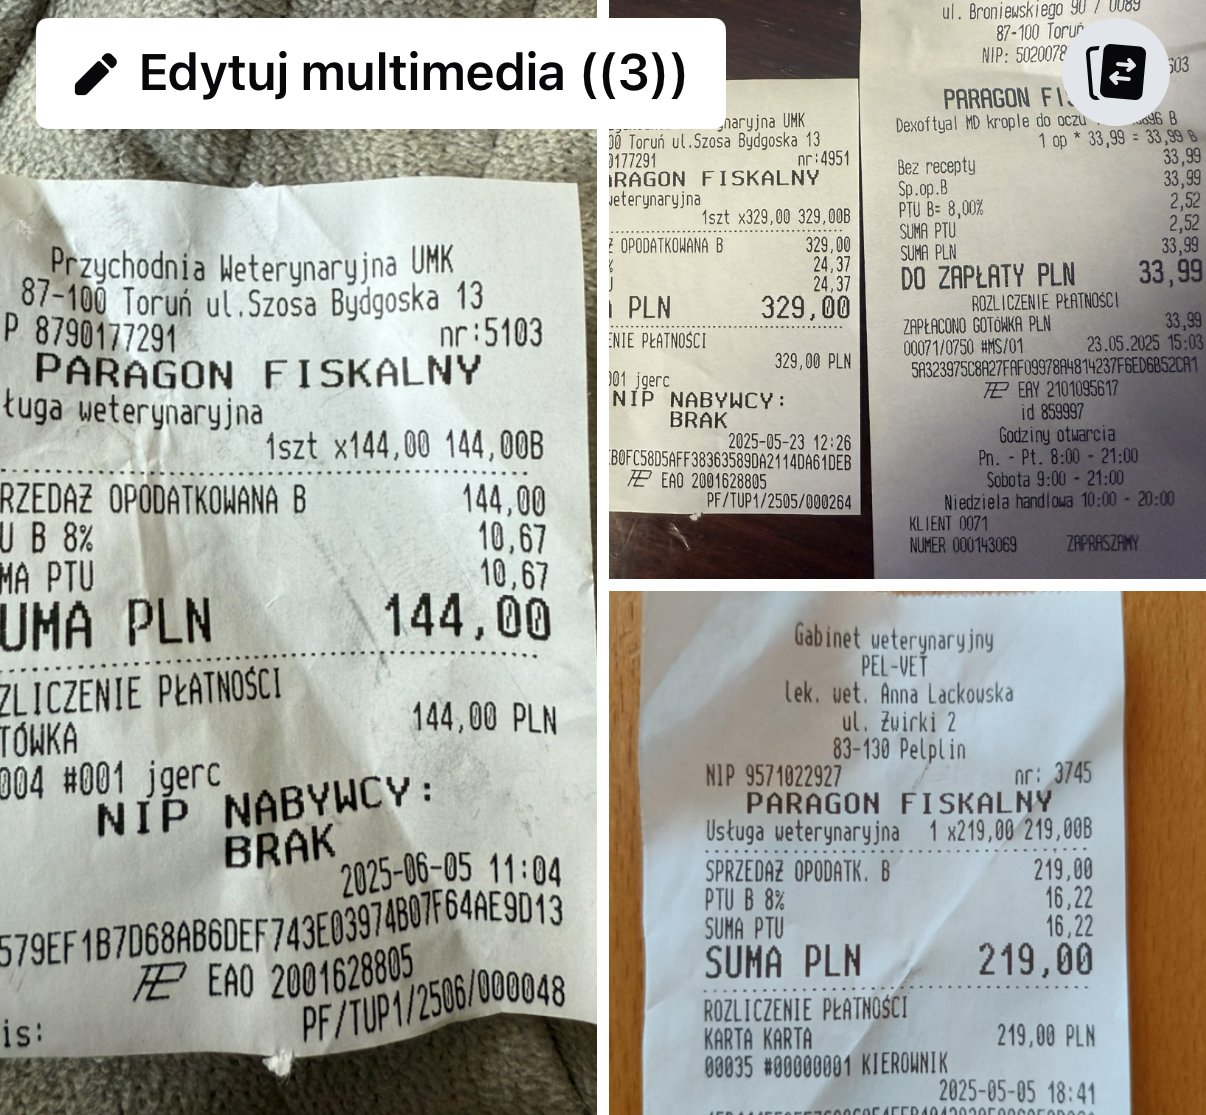 Edytuj multimedia ((3))
Przychodnia Weterynaryjna UMK
87-100 Toruń ul.Szosa Bydgoska 13
P 8790177291 nr:5103
PARAGON FISKALNY
ługa weterynaryjna
1szt x144,00 144,00B
RZEDAŻ OPODATKOWANA B 144,00
U B 8% 10,67
MA PTU 10,67
UMA PLN 144,00
ZLICZENIE PŁATNOŚCI
TÓWKA 144,00 PLN
004 #001 jgerc
NIP NABYWCY:
BRAK
2025-06-05 11:04
579EF1B7D68AB6DEF743E03974B07F64AE9D13
EAO 2001628805
PF/TUP1/2506/000048
is:
naryjna UMK
00 Toruń ul.Szosa Bydgoska 13
0177291 nr:4951
ARAGON FISKALNY
weterynaryjna
1szt x329,00 329,00B
Ż OPODATKOWANA B 329,00
% 24,37
U 24,37
PLN 329,00
ENIE PŁATNOŚCI
329,00 PLN
001 jgerc
NIP NABYWCY:
BRAK
2025-05-23 12:26
B0FC58D5AFF38363589DA2114DA61DEB
EAO 2001628805
PF/TUP1/2505/000264
ul. Broniewskiego 90 / 0089
87-100 Toruń
NIP: 5020078 603
PARAGON FIS
Dexoftyal MD krople do oczu 896 B
1 op * 33,99 = 33,99 B
Bez recepty 33,99
Sp.op.B 33,99
PTU B= 8,00% 2,52
SUMA PTU 2,52
SUMA PLN 33,99
DO ZAPŁATY PLN 33,99
ROZLICZENIE PŁATNOŚCI
ZAPŁACONO GOTÓWKA PLN 33,99
00071/0750 #MS/01 23.05.2025 15:03
5A323975C8A27FAF09978A4814237F6ED6B52CA1
EAY 2101095617
id 859997
Godziny otwarcia
Pn. - Pt. 8:00 - 21:00
Sobota 9:00 - 21:00
Niedziela handlowa 10:00 - 20:00
KLIENT 0071
NUMER 000143069 ZAPRASZAMY
Gabinet weterynaryjny
PEL-VET
lek. wet. Anna Lackowska
ul. Żwirki 2
83-130 Pelplin
NIP 9571022927 nr: 3745
PARAGON FISKALNY
Usługa weterynaryjna 1 x219,00 219,00B
SPRZEDAŻ OPODATK. B 219,00
PTU B 8% 16,22
SUMA PTU 16,22
SUMA PLN 219,00
ROZLICZENIE PŁATNOŚCI
KARTA KARTA 219,00 PLN
00035 #00000001 KIEROWNIK
2025-05-05 18:41